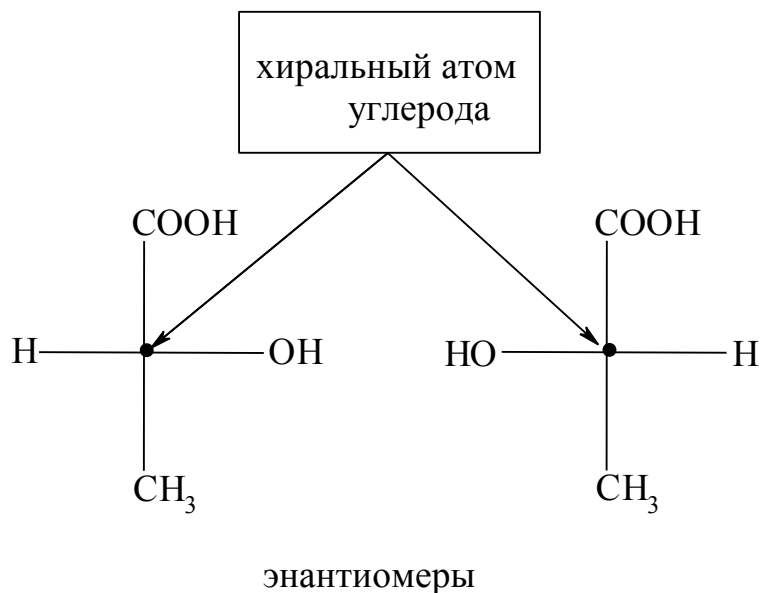 хиральный атом
углерода
COOH COOH
H OH HO H
CH₃ CH₃
энантиомеры